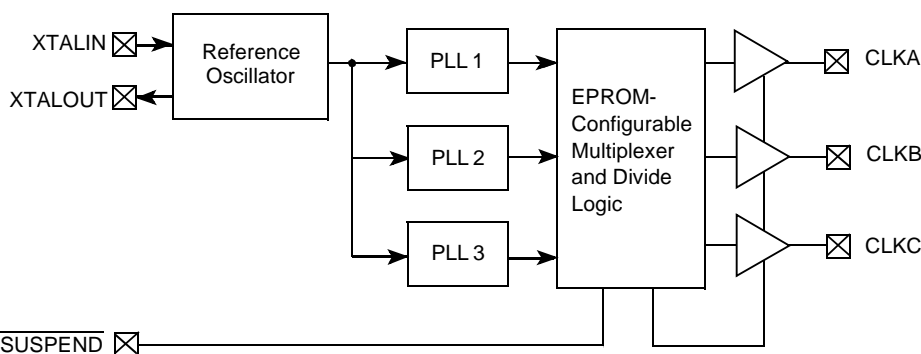 XTALIN
XTALOUT
Reference
Oscillator
PLL 1
PLL 2
PLL 3
EPROM-
Configurable
Multiplexer
and Divide
Logic
CLKA
CLKB
CLKC
SUSPEND